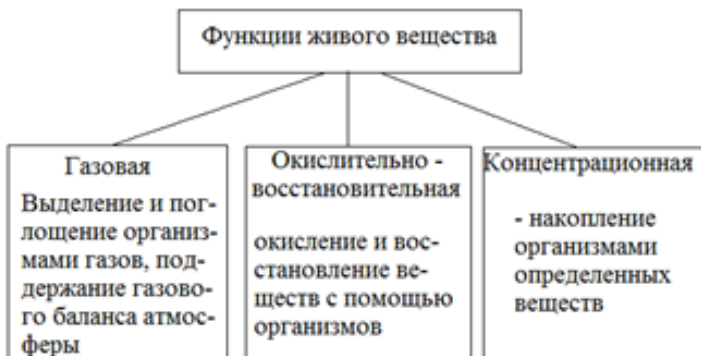 Функции живого вещества
Газовая
Выделение и пог-
лощение организ-
мами газов, под-
держание газово-
го баланса атмос-
феры
Окислительно -
восстановительная
окисление и вос-
становление ве-
ществ с помощью
организмов
Концентрационная
- накопление
организмами
определенных
веществ